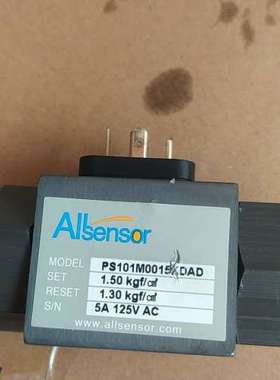 Allsensor
MODEL PS101M0015KDAD
SET 1.50 kgf/㎠
RESET 1.30 kgf/㎠
S/N 5A 125V AC
www.allsensor.com